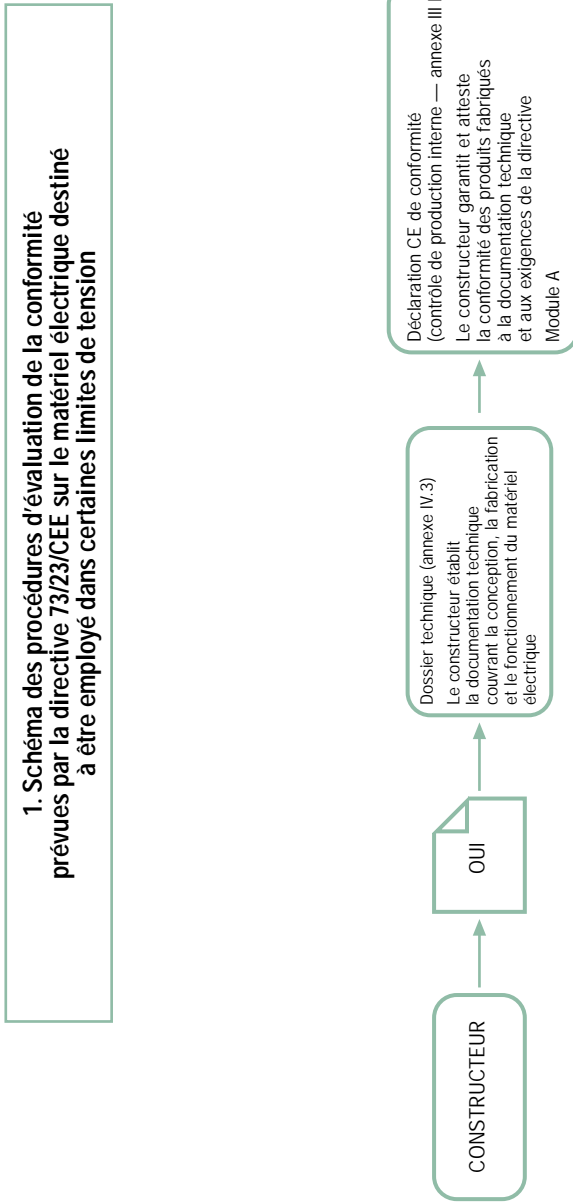 1. Schéma des procédures d'évaluation de la conformité
prévues par la directive 73/23/CEE sur le matériel électrique destiné
à être employé dans certaines limites de tension
CONSTRUCTEUR
OUI
Dossier technique (annexe IV.3)
Le constructeur établit
la documentation technique
couvrant la conception, la fabrication
et le fonctionnement du matériel
électrique
Déclaration CE de conformité
(contrôle de production interne — annexe III
Le constructeur garantit et atteste
la conformité des produits fabriqués
à la documentation technique
et aux exigences de la directive
Module A